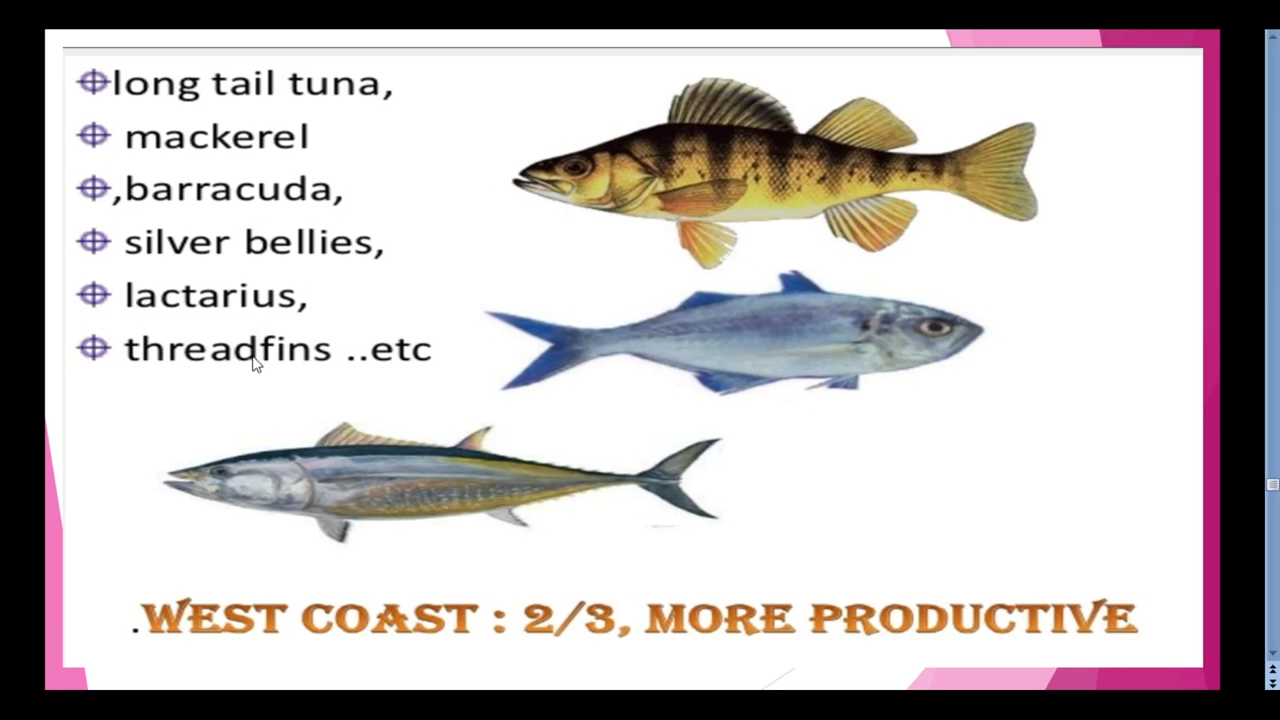 long tail tuna,
mackerel
,barracuda,
silver bellies,
lactarius,
threadfins ..etc
.WEST COAST : 2/3, MORE PRODUCTIVE